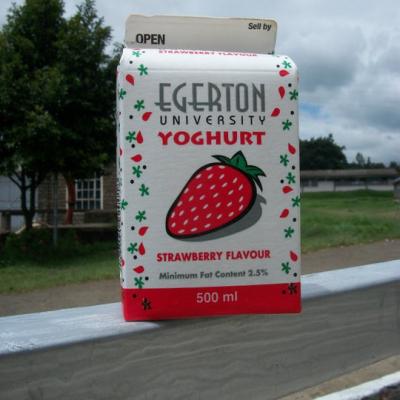 Sell by
OPEN
STRAWBERRY FLAVOUR
EGERTON
UNIVERSITY
YOGHURT
STRAWBERRY FLAVOUR
Minimum Fat Content 2.5%
500 ml